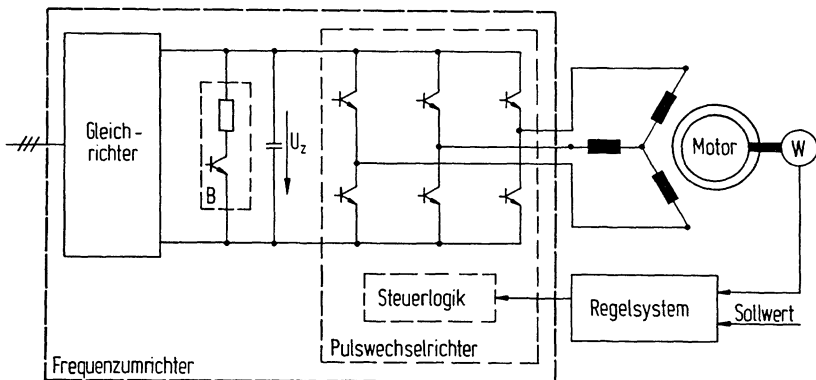 Gleich-
richter
B
U_z
Motor
W
Steuerlogik
Regelsystem
Sollwert
Pulswechselrichter
Frequenzumrichter